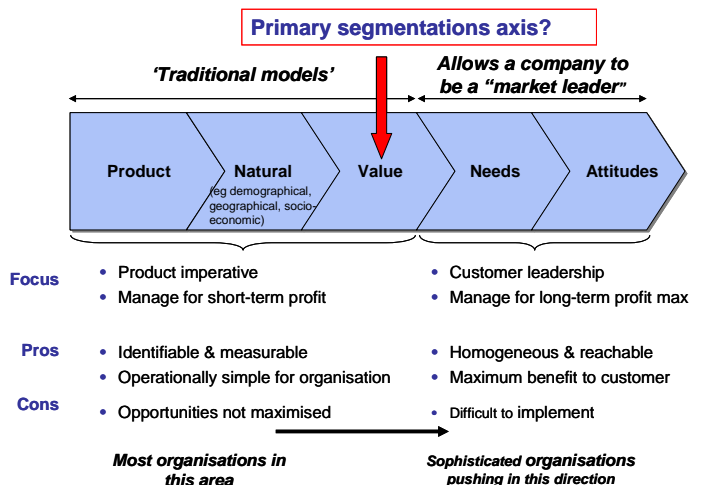 Primary segmentations axis?
'Traditional models'
Allows a company to
be a "market leader"
Product
Natural
(eg demographical,
geographical, socio-
economic)
Value
Needs
Attitudes
Focus
• Product imperative
• Manage for short-term profit
• Customer leadership
• Manage for long-term profit max
Pros
• Identifiable & measurable
• Operationally simple for organisation
• Homogeneous & reachable
• Maximum benefit to customer
Cons
• Opportunities not maximised
• Difficult to implement
Most organisations in
this area
Sophisticated organisations
pushing in this direction